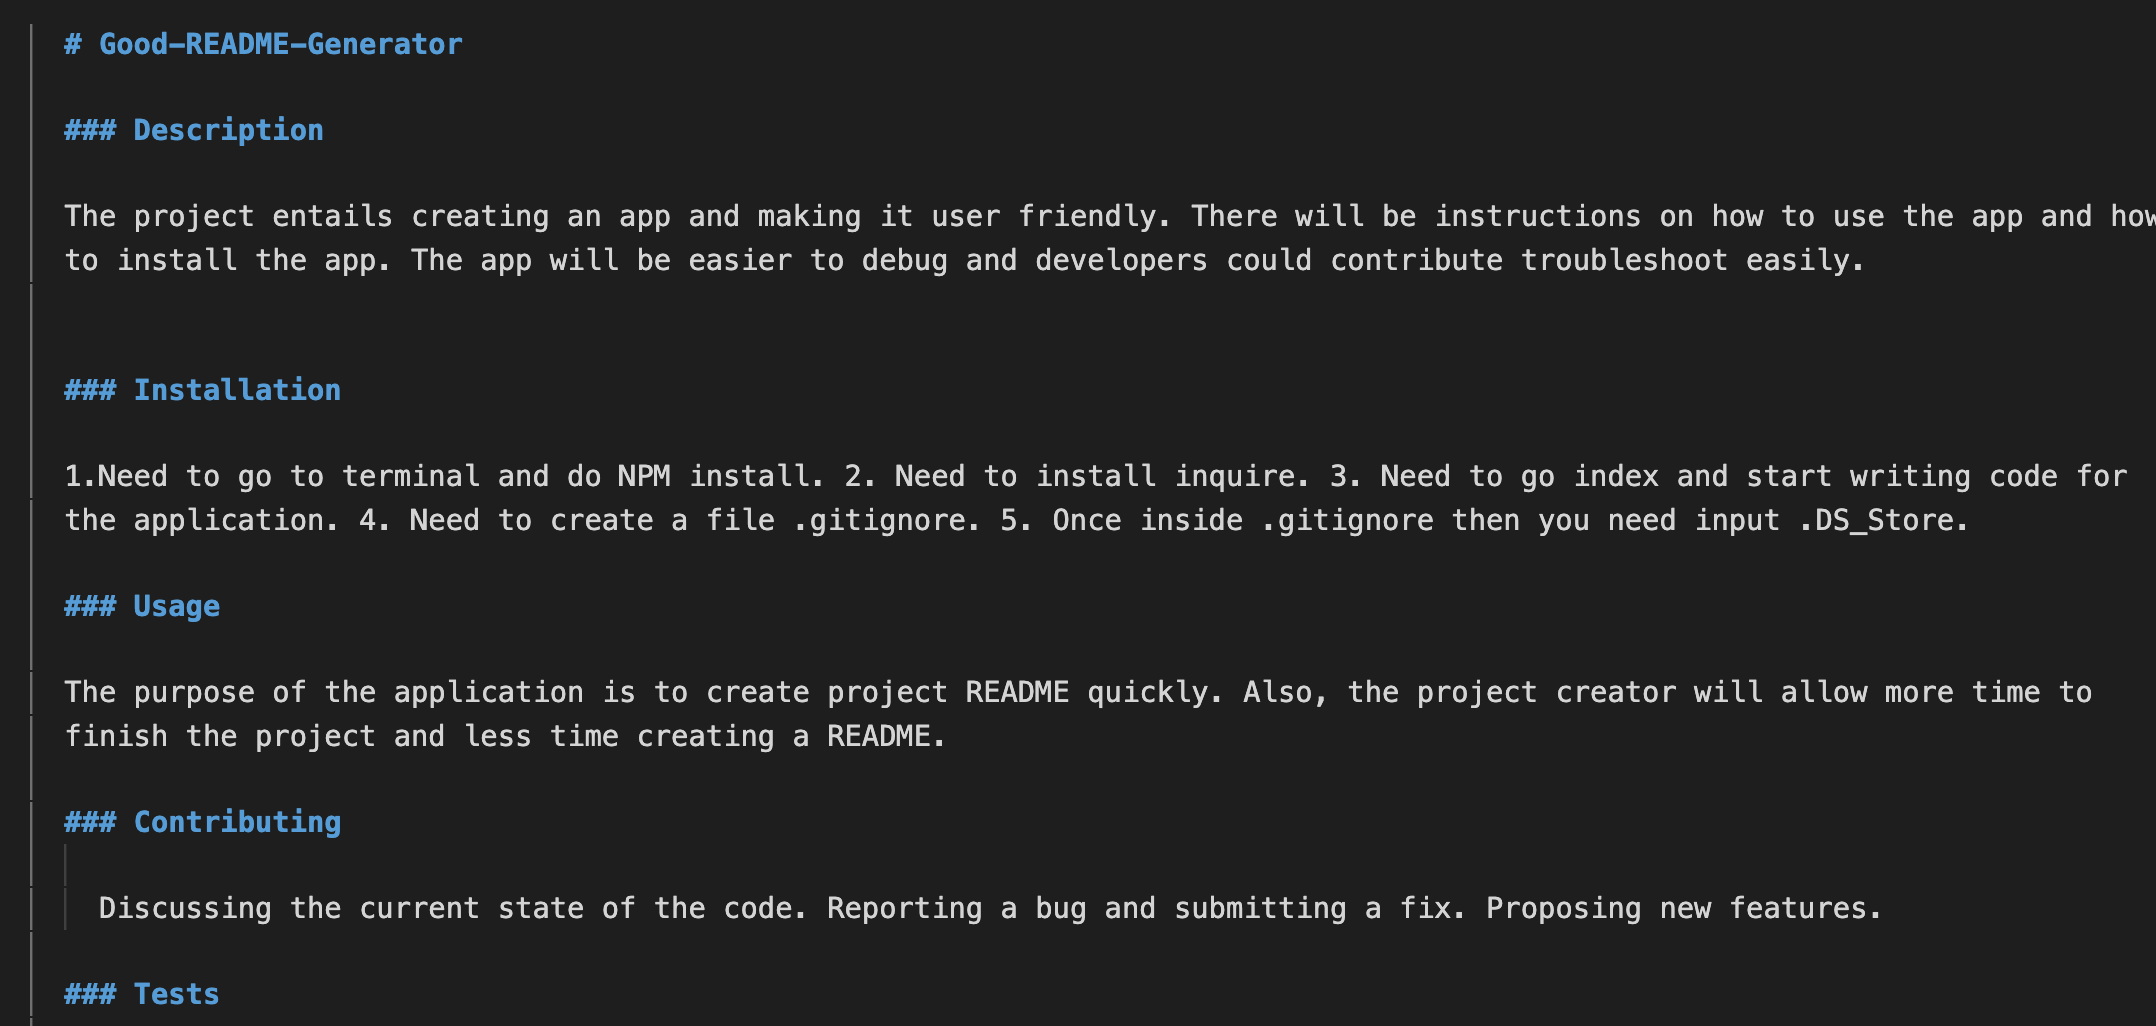 # Good-README-Generator
### Description
The project entails creating an app and making it user friendly. There will be instructions on how to use the app and how
to install the app. The app will be easier to debug and developers could contribute troubleshoot easily.
### Installation
1.Need to go to terminal and do NPM install. 2. Need to install inquire. 3. Need to go index and start writing code for
the application. 4. Need to create a file .gitignore. 5. Once inside .gitignore then you need input .DS_Store.
### Usage
The purpose of the application is to create project README quickly. Also, the project creator will allow more time to
finish the project and less time creating a README.
### Contributing
Discussing the current state of the code. Reporting a bug and submitting a fix. Proposing new features.
### Tests